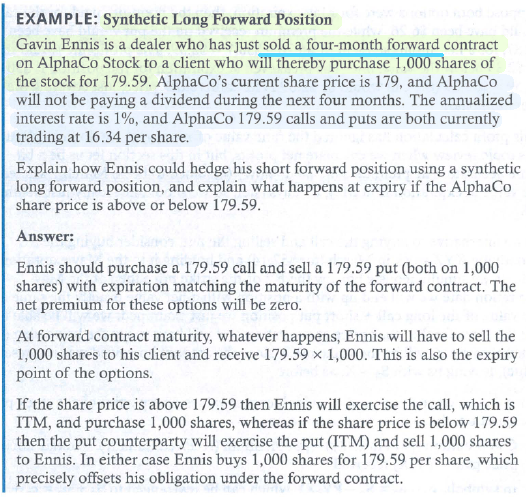 EXAMPLE: Synthetic Long Forward Position
Gavin Ennis is a dealer who has just sold a four-month forward contract
on AlphaCo Stock to a client who will thereby purchase 1,000 shares of
the stock for 179.59. AlphaCo's current share price is 179, and AlphaCo
will not be paying a dividend during the next four months. The annualized
interest rate is 1%, and AlphaCo 179.59 calls and puts are both currently
trading at 16.34 per share.
Explain how Ennis could hedge his short forward position using a synthetic
long forward position, and explain what happens at expiry if the AlphaCo
share price is above or below 179.59.
Answer:
Ennis should purchase a 179.59 call and sell a 179.59 put (both on 1,000
shares) with expiration matching the maturity of the forward contract. The
net premium for these options will be zero.
At forward contract maturity, whatever happens, Ennis will have to sell the
1,000 shares to his client and receive 179.59 × 1,000. This is also the expiry
point of the options.
If the share price is above 179.59 then Ennis will exercise the call, which is
ITM, and purchase 1,000 shares, whereas if the share price is below 179.59
then the put counterparty will exercise the put (ITM) and sell 1,000 shares
to Ennis. In either case Ennis buys 1,000 shares for 179.59 per share, which
precisely offsets his obligation under the forward contract.